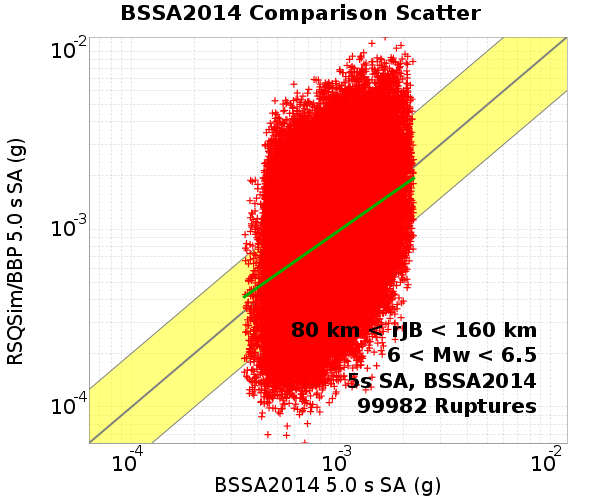 BSSA2014 Comparison Scatter
RSQSim/BBP 5.0 s SA (g)
10-2
10-3
10-4
80 km < rJB < 160 km
6 < Mw < 6.5
5s SA, BSSA2014
99982 Ruptures
10-4 10-3 10-2
BSSA2014 5.0 s SA (g)